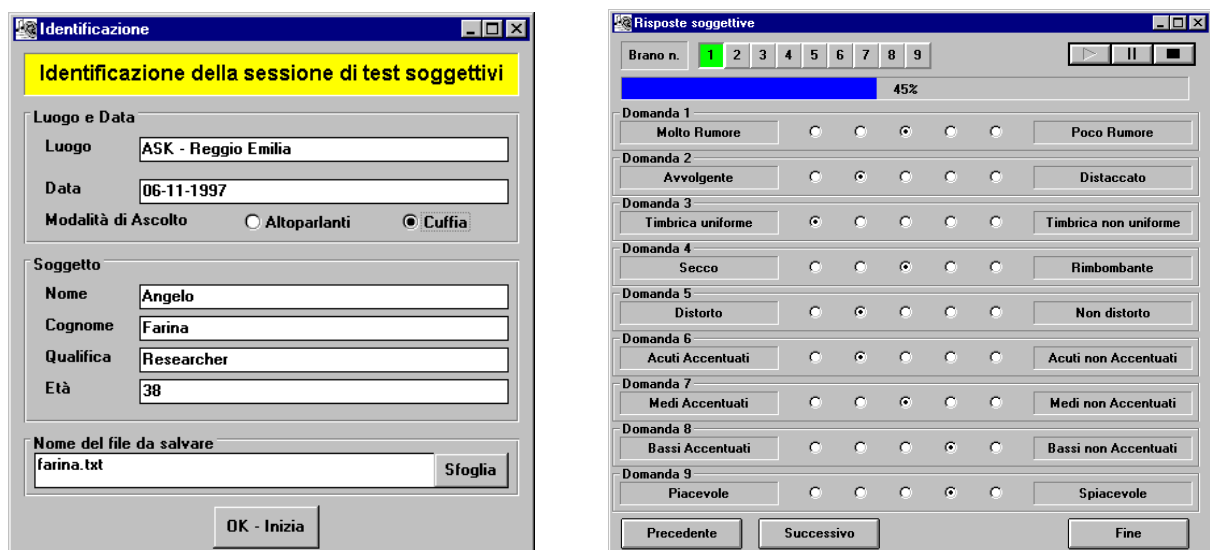 Identificazione
Identificazione della sessione di test soggettivi
Luogo e Data
Luogo ASK - Reggio Emilia
Data 06-11-1997
Modalità di Ascolto Altoparlanti Cuffia
Soggetto
Nome Angelo
Cognome Farina
Qualifica Researcher
Età 38
Nome del file da salvare
farina.txt Sfoglia
OK - Inizia
Risposte soggettive
Brano n. 1 2 3 4 5 6 7 8 9
45%
Domanda 1
Molto Rumore Poco Rumore
Domanda 2
Avvolgente Distaccato
Domanda 3
Timbrica uniforme Timbrica non uniforme
Domanda 4
Secco Rimbombante
Domanda 5
Distorto Non distorto
Domanda 6
Acuti Accentuati Acuti non Accentuati
Domanda 7
Medi Accentuati Medi non Accentuati
Domanda 8
Bassi Accentuati Bassi non Accentuati
Domanda 9
Piacevole Spiacevole
Precedente Successivo Fine